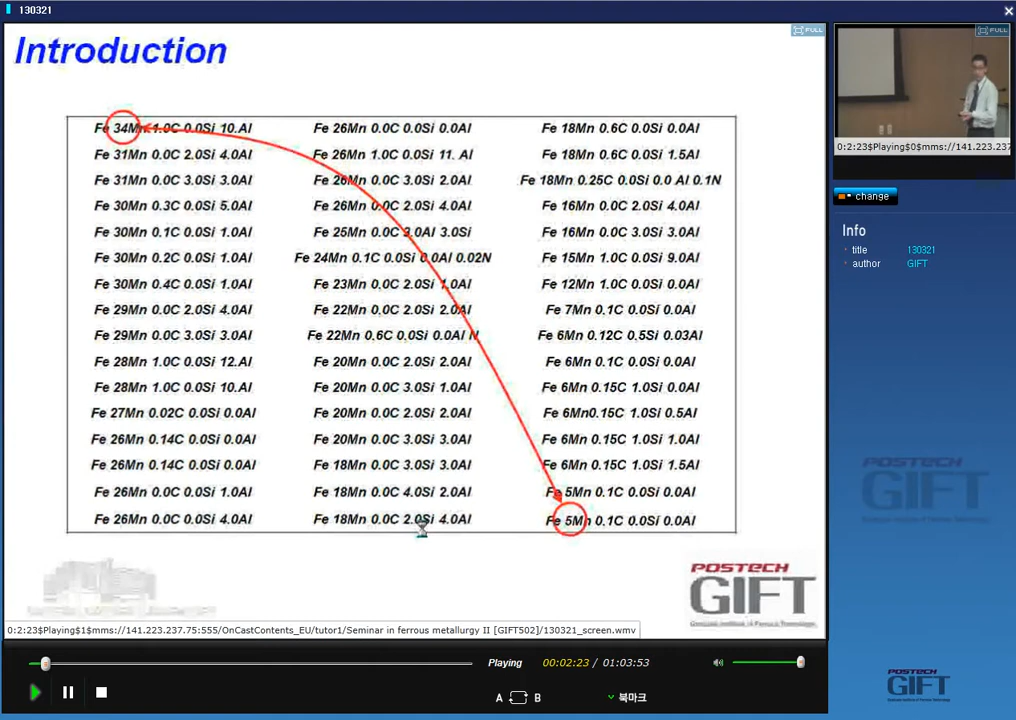 130321
Introduction
FULL
Fe 34Mn 1.0C 0.0Si 10.Al
Fe 31Mn 0.0C 2.0Si 4.0Al
Fe 31Mn 0.0C 3.0Si 3.0Al
Fe 30Mn 0.3C 0.0Si 5.0Al
Fe 30Mn 0.1C 0.0Si 1.0Al
Fe 30Mn 0.2C 0.0Si 1.0Al
Fe 30Mn 0.4C 0.0Si 1.0Al
Fe 29Mn 0.0C 2.0Si 4.0Al
Fe 29Mn 0.0C 3.0Si 3.0Al
Fe 28Mn 1.0C 0.0Si 12.Al
Fe 28Mn 1.0C 0.0Si 10.Al
Fe 27Mn 0.02C 0.0Si 0.0Al
Fe 26Mn 0.14C 0.0Si 0.0Al
Fe 26Mn 0.14C 0.0Si 0.0Al
Fe 26Mn 0.0C 0.0Si 1.0Al
Fe 26Mn 0.0C 0.0Si 4.0Al
Fe 26Mn 0.0C 0.0Si 0.0Al
Fe 26Mn 1.0C 0.0Si 11. Al
Fe 26Mn 0.0C 3.0Si 2.0Al
Fe 26Mn 0.0C 2.0Si 4.0Al
Fe 25Mn 0.0C 3.0Al 3.0Si
Fe 24Mn 0.1C 0.0Si 0.0Al 0.02N
Fe 23Mn 0.0C 2.0Si 1.0Al
Fe 22Mn 0.0C 2.0Si 2.0Al
Fe 22Mn 0.6C 0.0Si 0.0Al N
Fe 20Mn 0.0C 2.0Si 2.0Al
Fe 20Mn 0.0C 3.0Si 1.0Al
Fe 20Mn 0.0C 2.0Si 2.0Al
Fe 20Mn 0.0C 3.0Si 3.0Al
Fe 18Mn 0.0C 3.0Si 3.0Al
Fe 18Mn 0.0C 4.0Si 2.0Al
Fe 18Mn 0.0C 2.0Si 4.0Al
Fe 18Mn 0.6C 0.0Si 0.0Al
Fe 18Mn 0.6C 0.0Si 1.5Al
Fe 18Mn 0.25C 0.0Si 0.0 Al 0.1N
Fe 16Mn 0.0C 2.0Si 4.0Al
Fe 16Mn 0.0C 3.0Si 3.0Al
Fe 15Mn 1.0C 0.0Si 9.0Al
Fe 12Mn 1.0C 0.0Si 0.0Al
Fe 7Mn 0.1C 0.0Si 0.0Al
Fe 6Mn 0.12C 0.5Si 0.03Al
Fe 6Mn 0.1C 0.0Si 0.0Al
Fe 6Mn 0.15C 1.0Si 0.0Al
Fe 6Mn0.15C 1.0Si 0.5Al
Fe 6Mn 0.15C 1.0Si 1.0Al
Fe 6Mn 0.15C 1.0Si 1.5Al
Fe 5Mn 0.1C 0.0Si 0.0Al
Fe 5Mn 0.1C 0.0Si 0.0Al
POSTECH
GIFT
0:2:23$Playing$1$mms://141.223.237.75:555/OnCastContents_EU/tutor1/Seminar in ferrous metallurgy II [GIFT502]/130321_screen.wmv
Playing
00:02:23 / 01:03:53
A B
북마크
FULL
0:2:23$Playing$0$mms://141.223.237
change
Info
title 130321
author GIFT
POSTECH
GIFT
POSTECH
GIFT